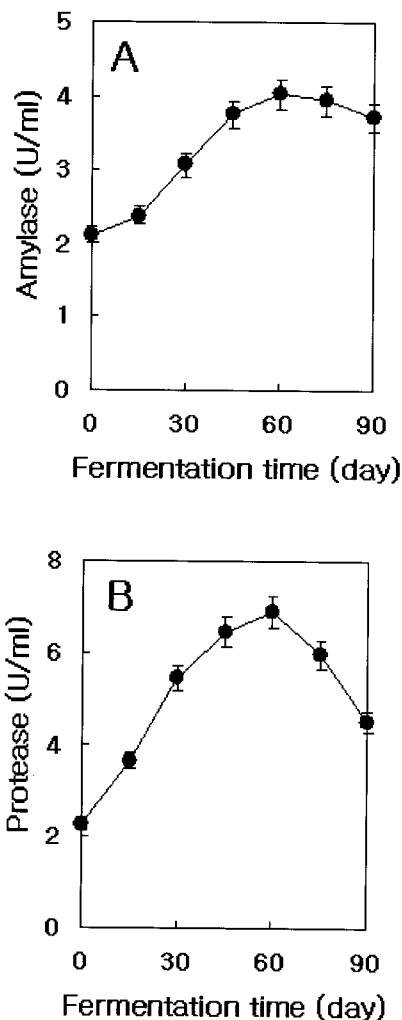 A
Amylase (U/ml)
5
4
3
2
1
0
0 30 60 90
Fermentation time (day)
B
Protease (U/ml)
8
6
4
2
0
0 30 60 90
Fermentation time (day)